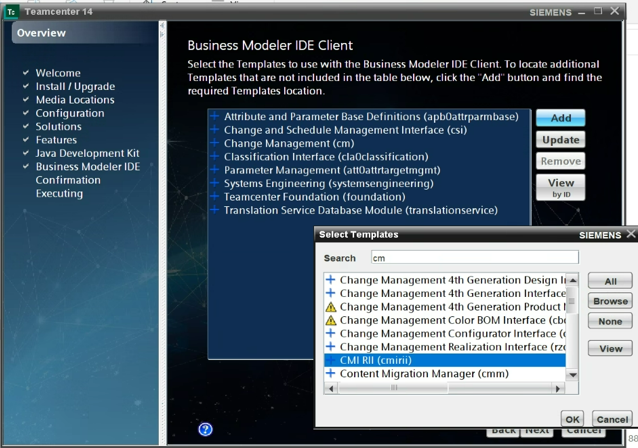 Tc Teamcenter 14 SIEMENS
Overview
Welcome
Install / Upgrade
Media Locations
Configuration
Solutions
Features
Java Development Kit
Business Modeler IDE
Confirmation
Executing
Business Modeler IDE Client
Select the Templates to use with the Business Modeler IDE Client. To locate additional
Templates that are not included in the table below, click the "Add" button and find the
required Templates location.
Attribute and Parameter Base Definitions (apb0attrparmbase)
Change and Schedule Management Interface (csi)
Change Management (cm)
Classification Interface (cla0classification)
Parameter Management (att0attrtargetmgmt)
Systems Engineering (systemsengineering)
Teamcenter Foundation (foundation)
Translation Service Database Module (translationservice)
Add
Update
Remove
View
by ID
Select Templates SIEMENS
Search cm
Change Management 4th Generation Design
Change Management 4th Generation Interface
Change Management 4th Generation Product
Change Management Color BOM Interface
Change Management Configurator Interface
Change Management Realization Interface
CMI RII (cmirii)
Content Migration Manager (cmm)
All
Browse
None
View
OK Cancel
Back Next Cancel